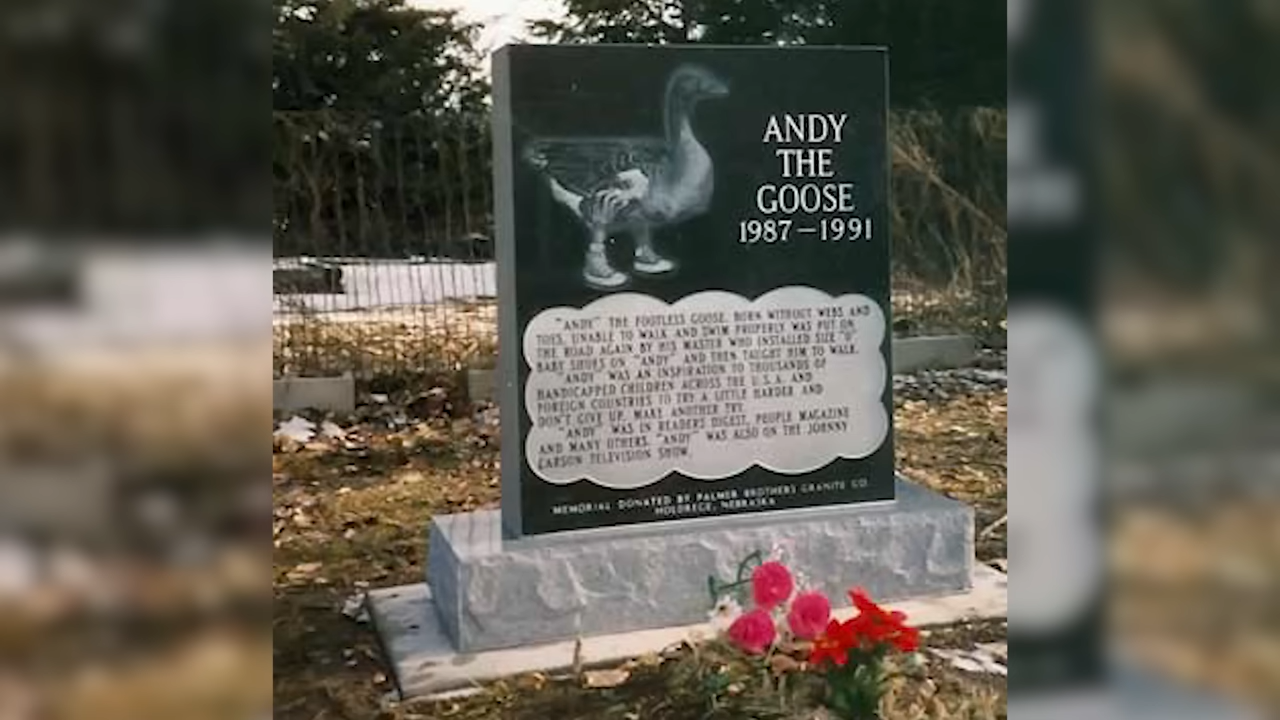 ANDY
THE
GOOSE
1987–1991
"ANDY" THE FOOTLESS GOOSE, BORN WITHOUT WEBS AND
TOES, UNABLE TO WALK AND SWIM PROPERLY WAS PUT ON
THE ROAD AGAIN BY HIS MASTER WHO INSTALLED SIZE "0"
BABY SHOES ON "ANDY" AND THEN TAUGHT HIM TO WALK.
"ANDY" WAS AN INSPIRATION TO THOUSANDS OF
HANDICAPPED CHILDREN ACROSS THE U.S.A. AND
FOREIGN COUNTRIES TO TRY A LITTLE HARDER AND
DON'T GIVE UP, MAKE ANOTHER TRY.
"ANDY" WAS IN READERS DIGEST, PEOPLE MAGAZINE
AND MANY OTHERS. "ANDY" WAS ALSO ON THE JOHNNY
CARSON TELEVISION SHOW.
MEMORIAL DONATED BY PALMER BROTHERS GRANITE CO.
HOLDREGE, NEBRASKA